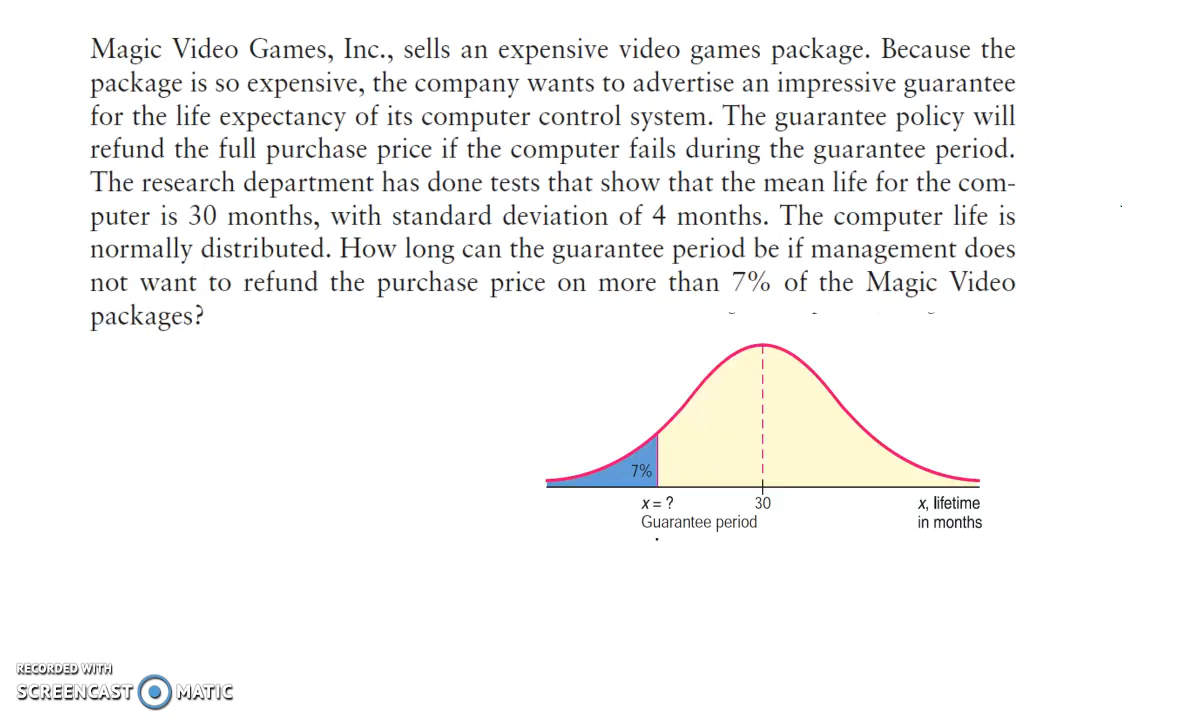 Magic Video Games, Inc., sells an expensive video games package. Because the
package is so expensive, the company wants to advertise an impressive guarantee
for the life expectancy of its computer control system. The guarantee policy will
refund the full purchase price if the computer fails during the guarantee period.
The research department has done tests that show that the mean life for the com-
puter is 30 months, with standard deviation of 4 months. The computer life is
normally distributed. How long can the guarantee period be if management does
not want to refund the purchase price on more than 7% of the Magic Video
packages?
7%
x = ?
Guarantee period
30
x, lifetime
in months
RECORDED WITH
SCREENCAST MATIC